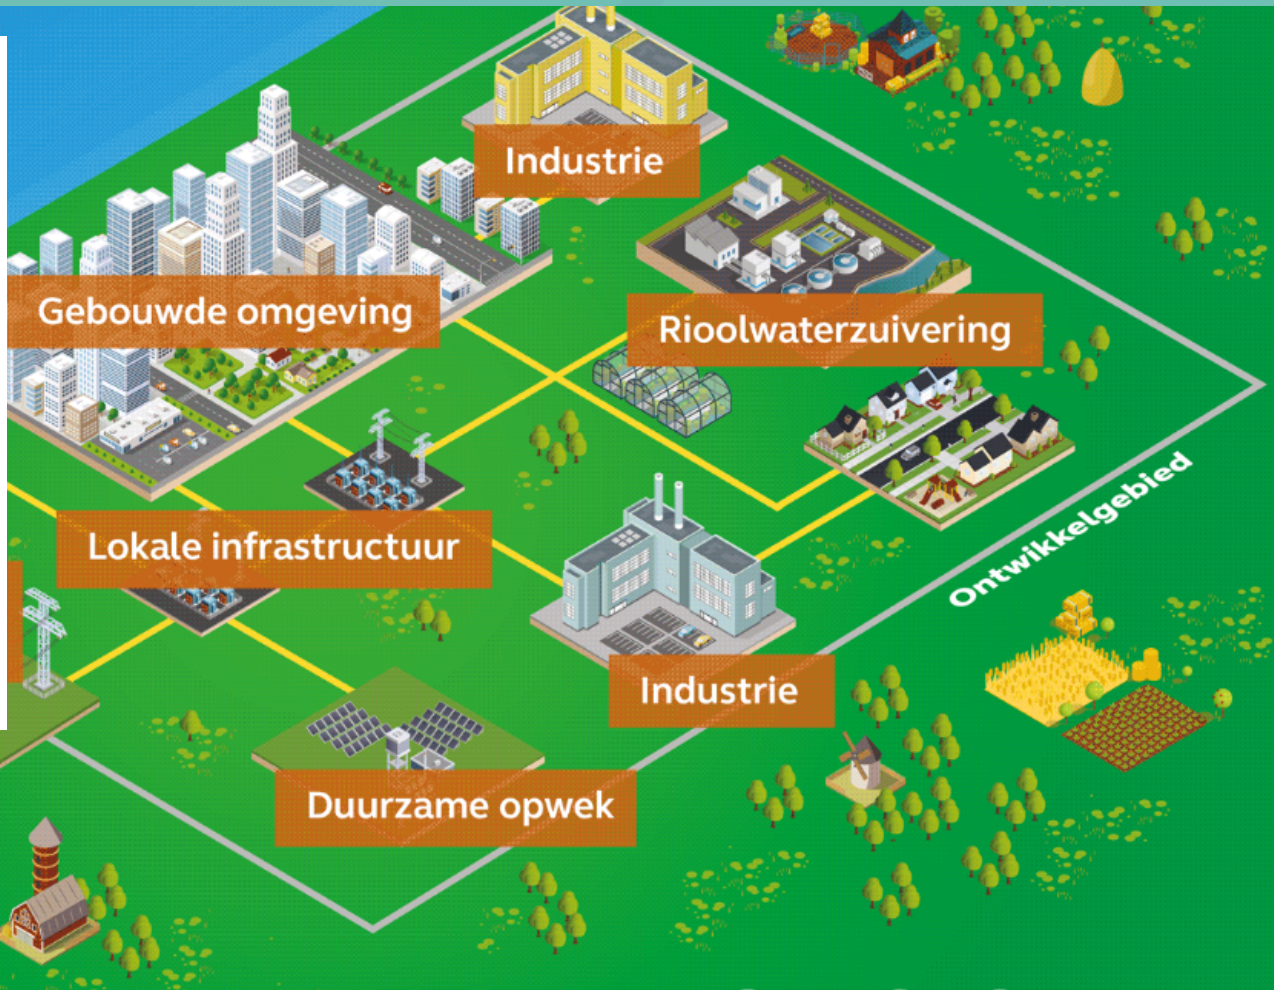 Industrie
Gebouwde omgeving
Rioolwaterzuivering
Lokale infrastructuur
Ontwikkelgebied
Industrie
Duurzame opwek